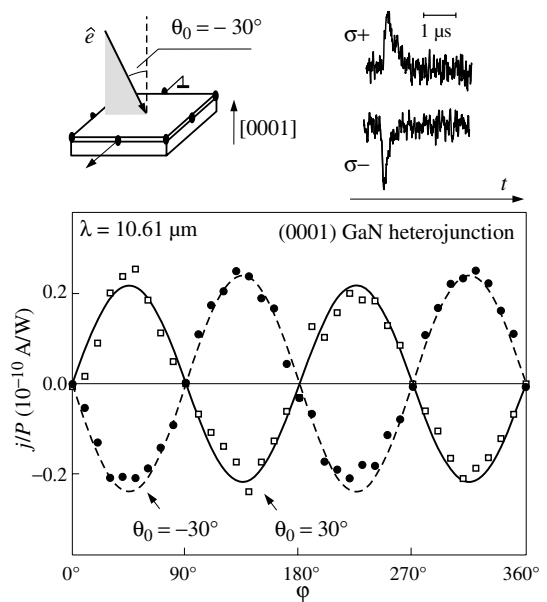 ê
θ₀ = − 30°
[0001]
σ+
1 µs
σ−
t
λ = 10.61 µm
(0001) GaN heterojunction
j/P (10⁻¹⁰ A/W)
0.2
0.0
−0.2
θ₀ = −30°
θ₀ = 30°
0° 90° 180° 270° 360°
φ